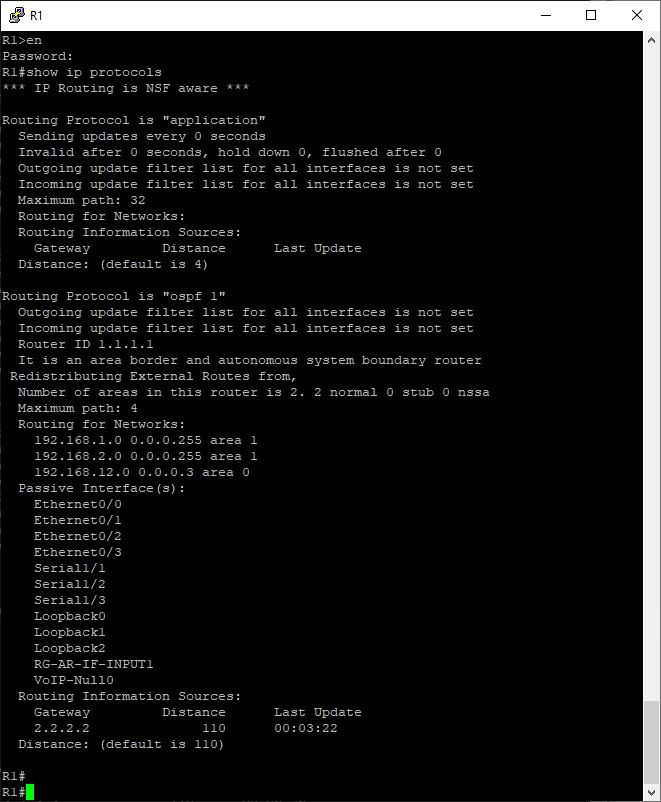 R1
R1>en
Password:
R1#show ip protocols
*** IP Routing is NSF aware ***
Routing Protocol is "application"
  Sending updates every 0 seconds
  Invalid after 0 seconds, hold down 0, flushed after 0
  Outgoing update filter list for all interfaces is not set
  Incoming update filter list for all interfaces is not set
  Maximum path: 32
  Routing for Networks:
  Routing Information Sources:
    Gateway         Distance      Last Update
  Distance: (default is 4)
Routing Protocol is "ospf 1"
  Outgoing update filter list for all interfaces is not set
  Incoming update filter list for all interfaces is not set
  Router ID 1.1.1.1
  It is an area border and autonomous system boundary router
 Redistributing External Routes from,
  Number of areas in this router is 2. 2 normal 0 stub 0 nssa
  Maximum path: 4
  Routing for Networks:
    192.168.1.0 0.0.0.255 area 1
    192.168.2.0 0.0.0.255 area 1
    192.168.12.0 0.0.0.3 area 0
  Passive Interface(s):
    Ethernet0/0
    Ethernet0/1
    Ethernet0/2
    Ethernet0/3
    Serial1/1
    Serial1/2
    Serial1/3
    Loopback0
    Loopback1
    Loopback2
    RG-AR-IF-INPUT1
    VoIP-Null0
  Routing Information Sources:
    Gateway         Distance      Last Update
    2.2.2.2              110      00:03:22
  Distance: (default is 110)
R1#
R1#